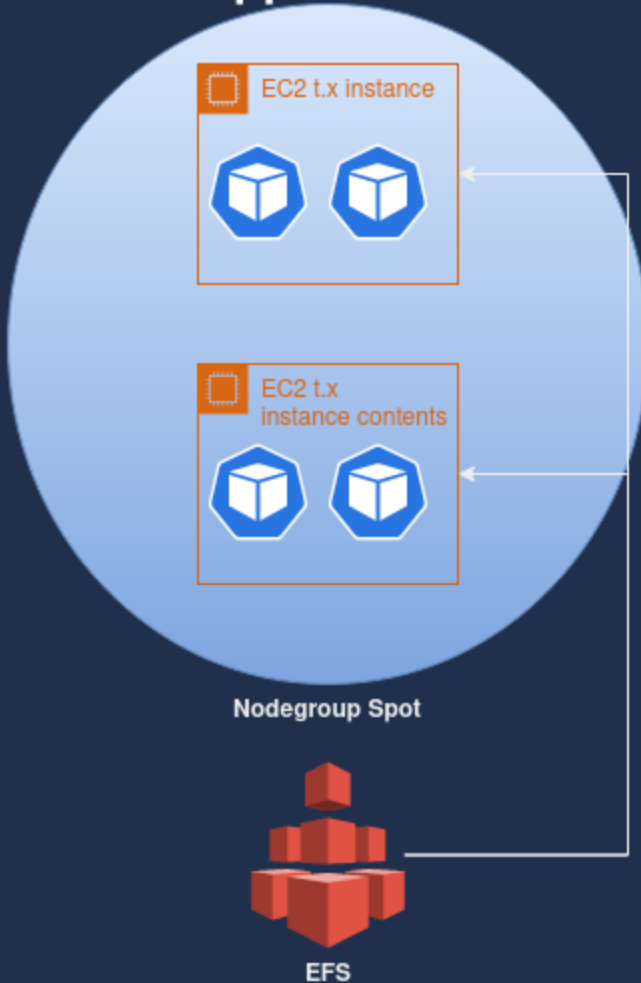 EC2 t.x instance
EC2 t.x
instance contents
Nodegroup Spot
EFS